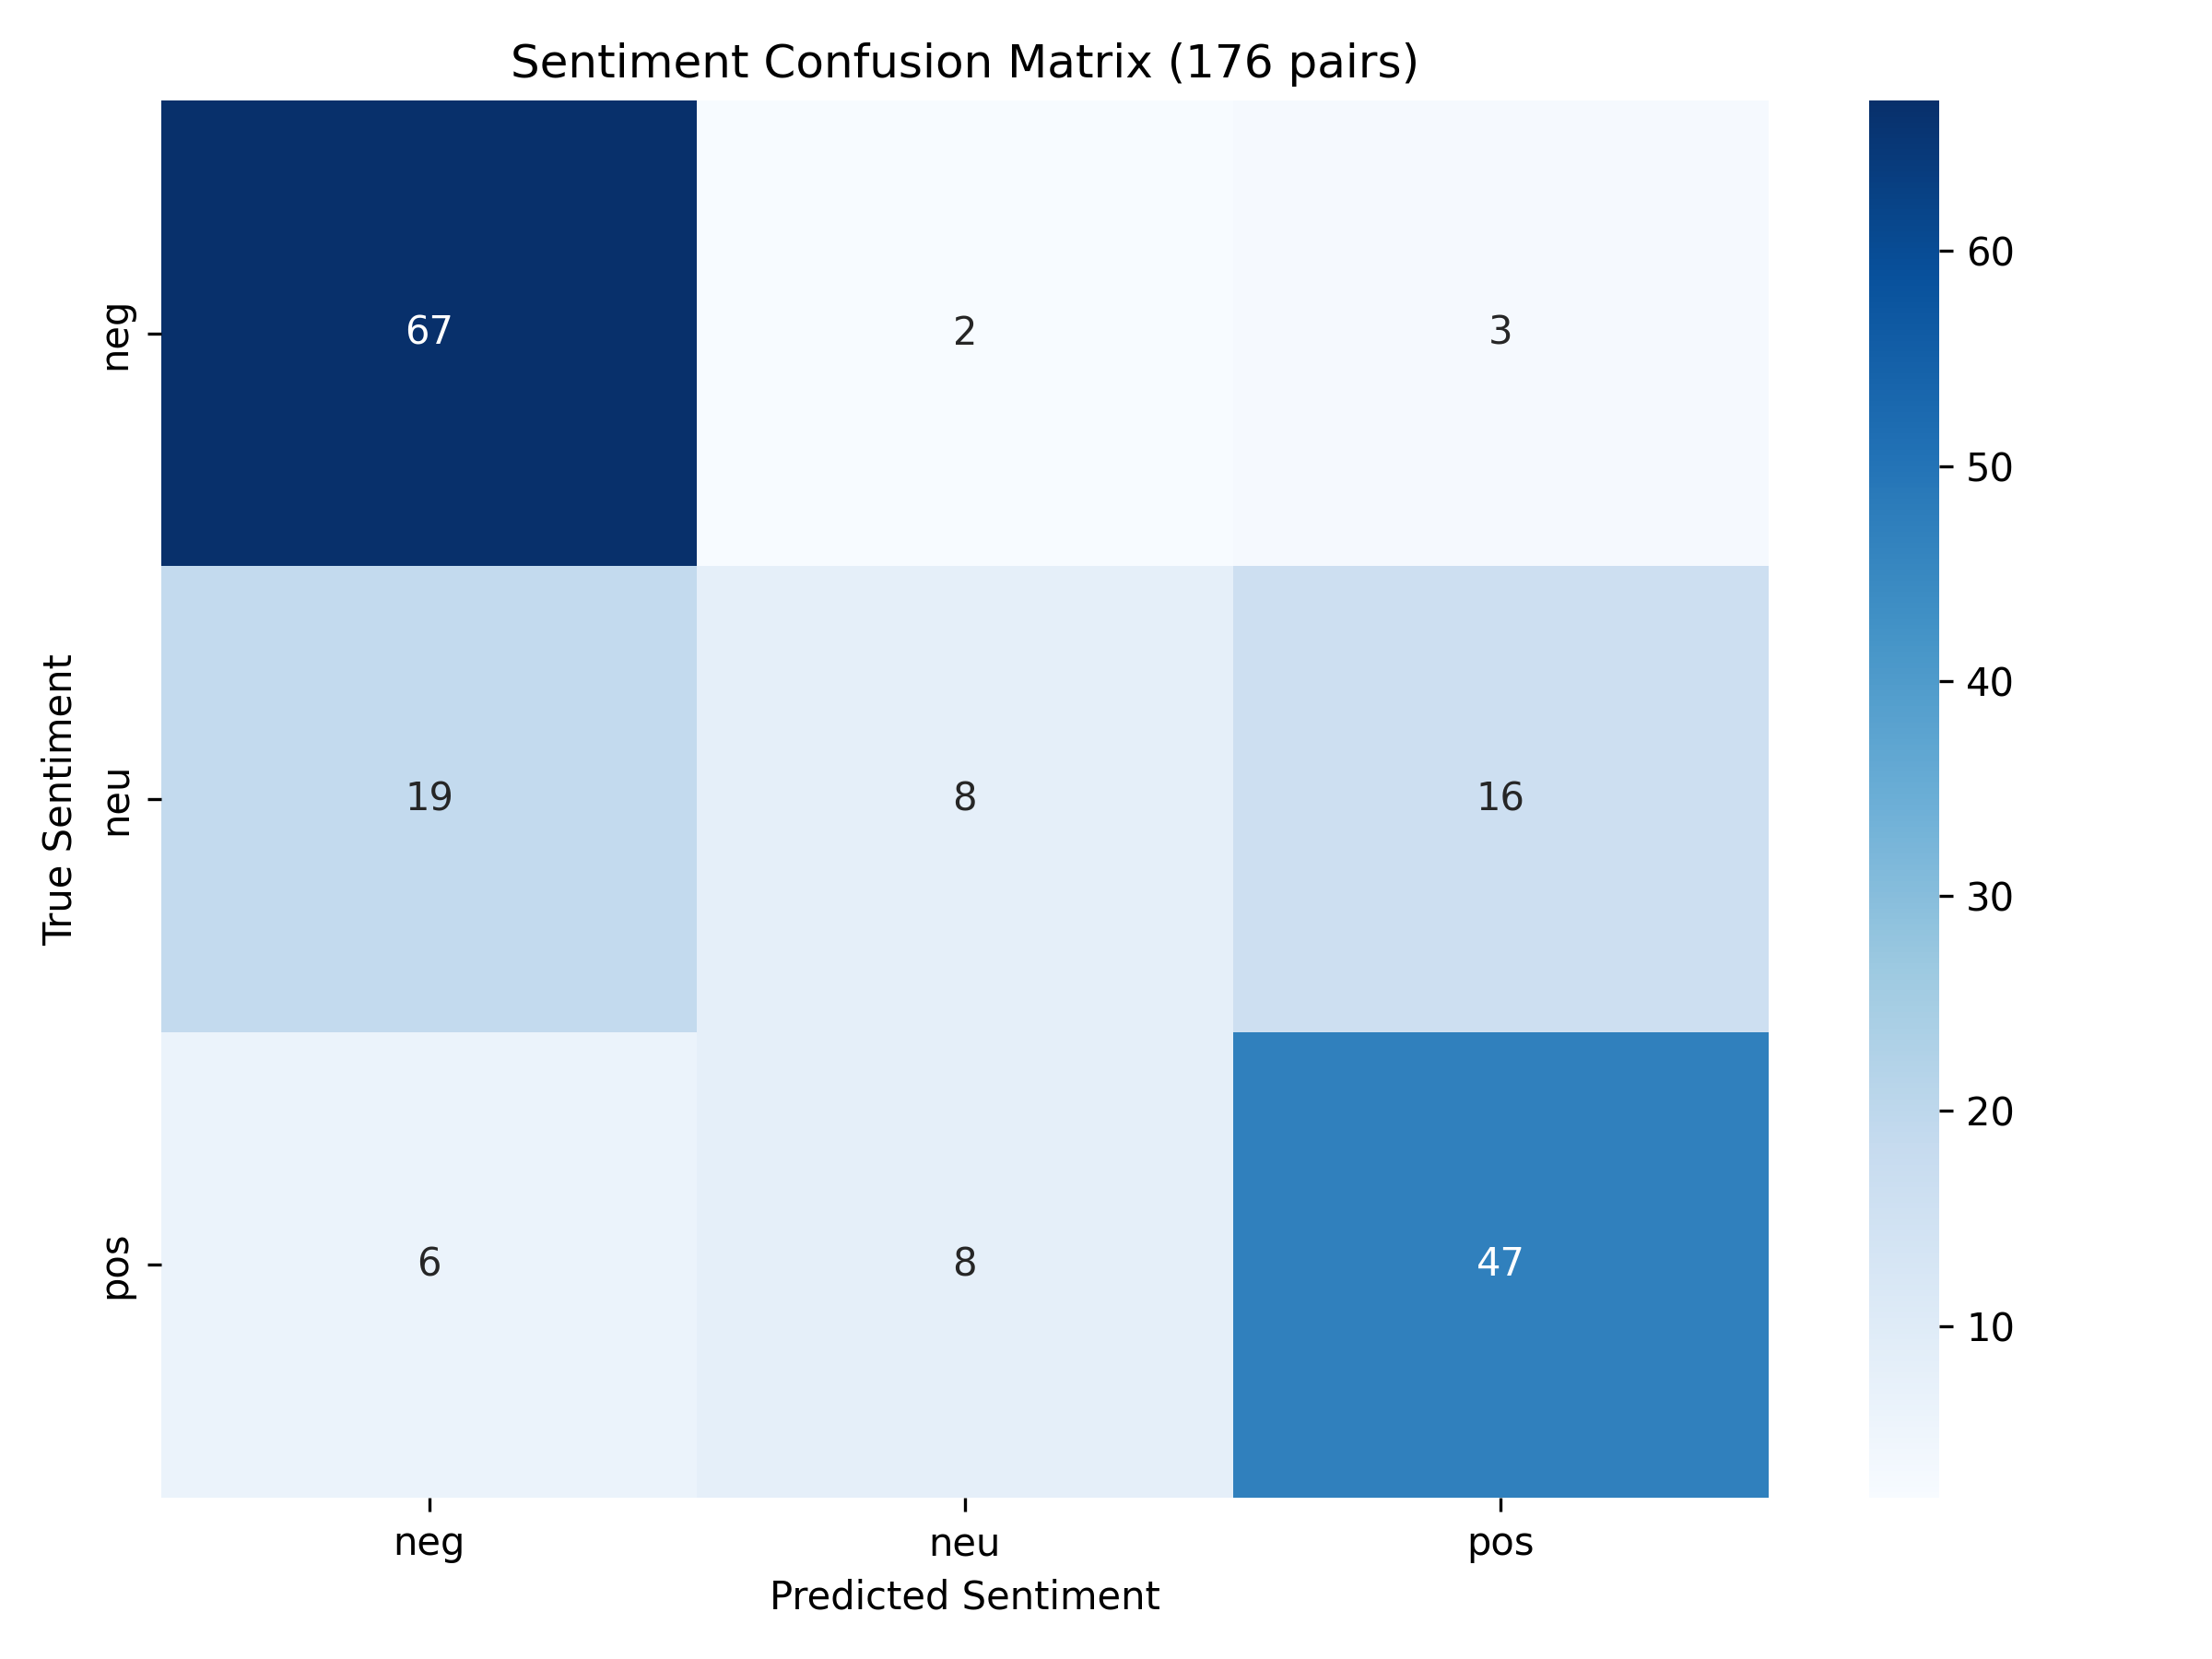 Sentiment Confusion Matrix (176 pairs)
True Sentiment
neg
67
2
3
neu
19
8
16
pos
6
8
47
neg
neu
pos
Predicted Sentiment
60
50
40
30
20
10